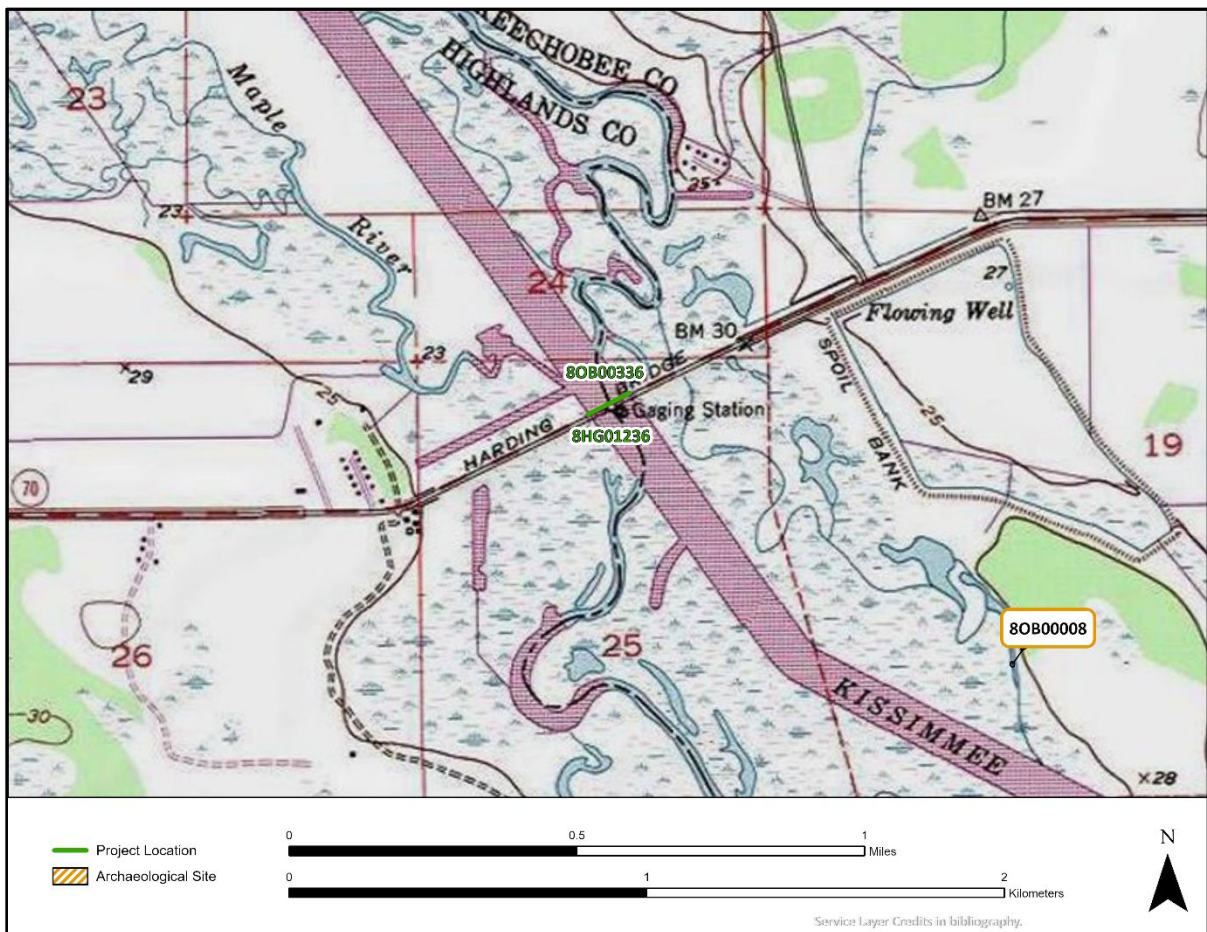 KEECHOBEE CO
HIGHLANDS CO
Maple
River
23
23
24
25
BM 27
27
Flowing Well
BM 30
BRIDGE
SPOIL
BANK
29
25
23
8OB00336
Gaging Station
8HG01236
HARDING
25
19
70
26
25
8OB00008
30
KISSIMMEE
28
Project Location
Archaeological Site
0
0.5
1
Miles
0
1
2
Kilometers
N
Service Layer Credits in bibliography.